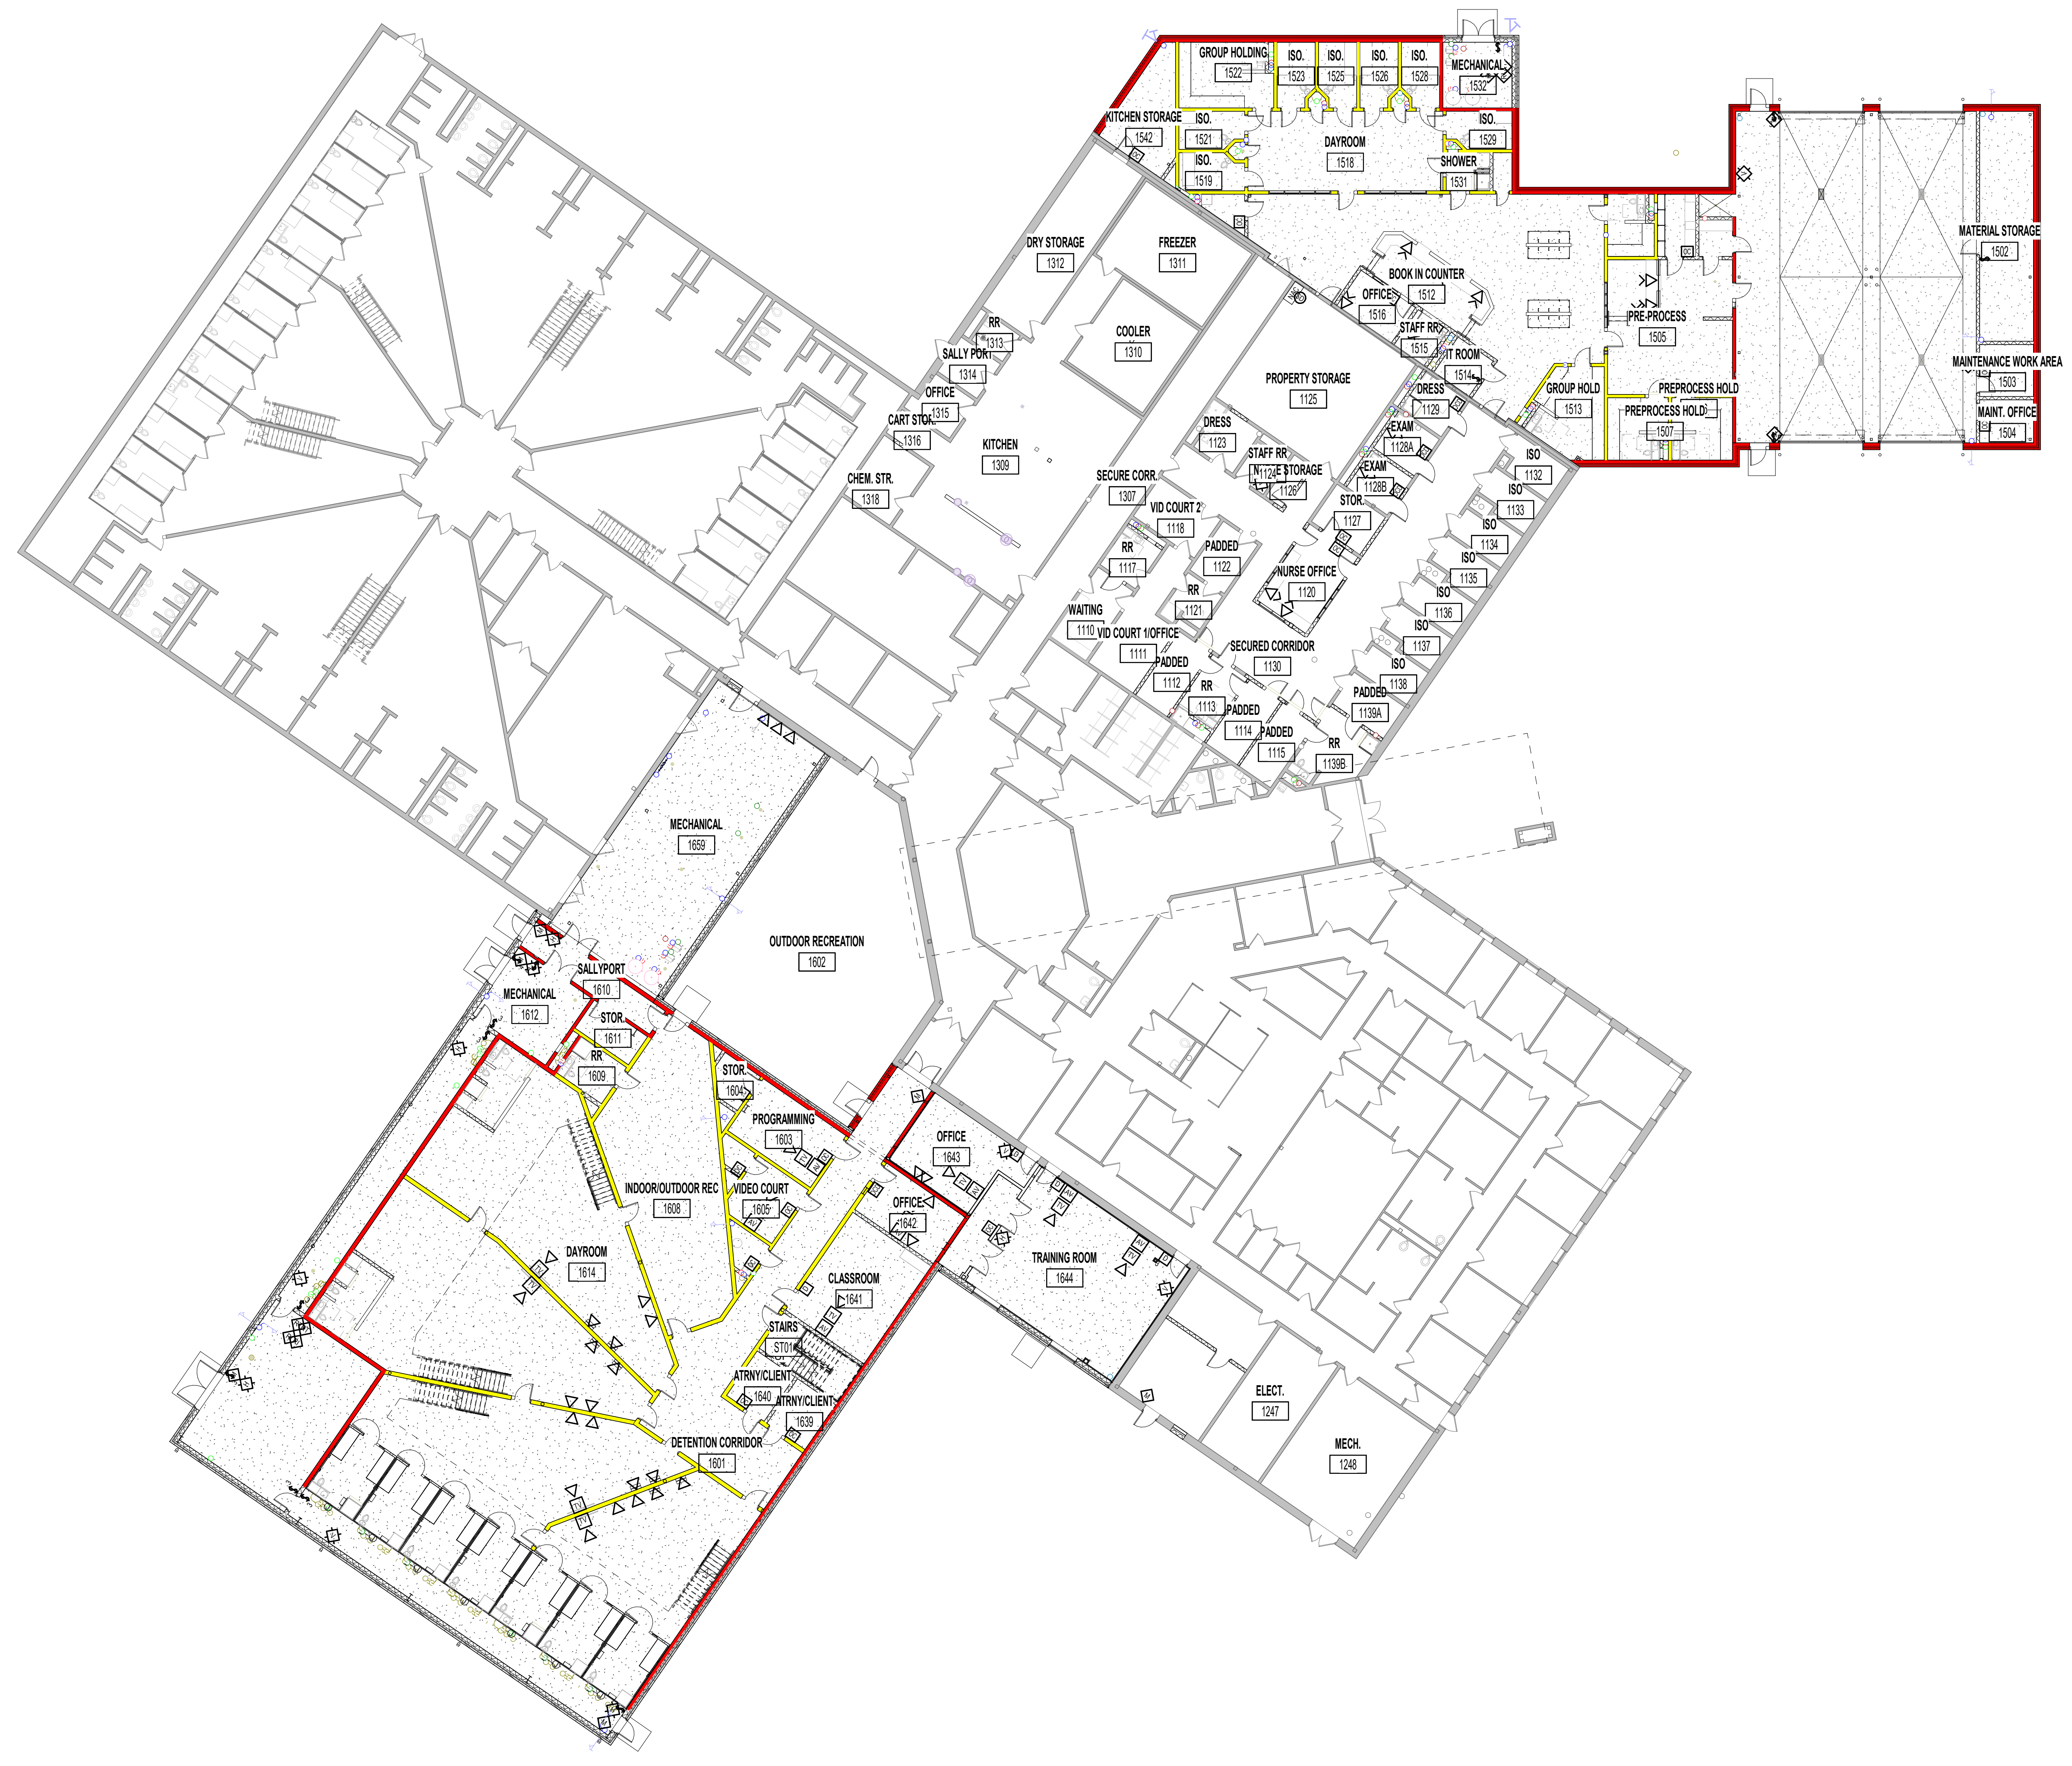 GROUP HOLDING
1522
ISO.
1523
ISO.
1525
ISO.
1526
ISO.
1528
MECHANICAL
1532
KITCHEN STORAGE
1542
ISO.
1521
ISO.
1519
DAYROOM
1518
ISO.
1529
SHOWER
1531
MATERIAL STORAGE
1502
MAINTENANCE WORK AREA
1503
MAINT. OFFICE
1504
BOOK IN COUNTER
1512
OFFICE
1516
STAFF RR
1515
IT ROOM
1514
PRE-PROCESS
1505
GROUP HOLD
1513
PREPROCESS HOLD
PREPROCESS HOLD
1507
DRY STORAGE
1312
FREEZER
1311
COOLER
1310
RR
1313
SALLY PORT
1314
OFFICE
1315
CART STOR.
1316
KITCHEN
1309
CHEM. STR.
1318
PROPERTY STORAGE
1125
DRESS
1129
DRESS
1123
EXAM
1128A
EXAM
1128B
STAFF RR
1124
STORAGE
1126
STOR.
1127
SECURE CORR.
1307
VID COURT 2
1118
RR
1117
PADDED
1122
NURSE OFFICE
1120
RR
1121
WAITING
1110
VID COURT 1/OFFICE
1111
PADDED
1112
RR
1113
PADDED
1114
PADDED
1115
SECURED CORRIDOR
1130
ISO
1132
ISO
1133
ISO
1134
ISO
1135
ISO
1136
ISO
1137
ISO
1138
PADDED
1139A
RR
1139B
MECHANICAL
1659
OUTDOOR RECREATION
1602
SALLYPORT
1610
MECHANICAL
1612
STOR.
1611
RR
1609
STOR.
1604
PROGRAMMING
1603
OFFICE
1643
INDOOR/OUTDOOR REC
1608
VIDEO COURT
1605
OFFICE
1642
DAYROOM
1614
CLASSROOM
1641
TRAINING ROOM
1644
STAIRS
ST01
ATRNY/CLIENT
1640
ATRNY/CLIENT
1639
DETENTION CORRIDOR
1601
ELECT.
1247
MECH.
1248